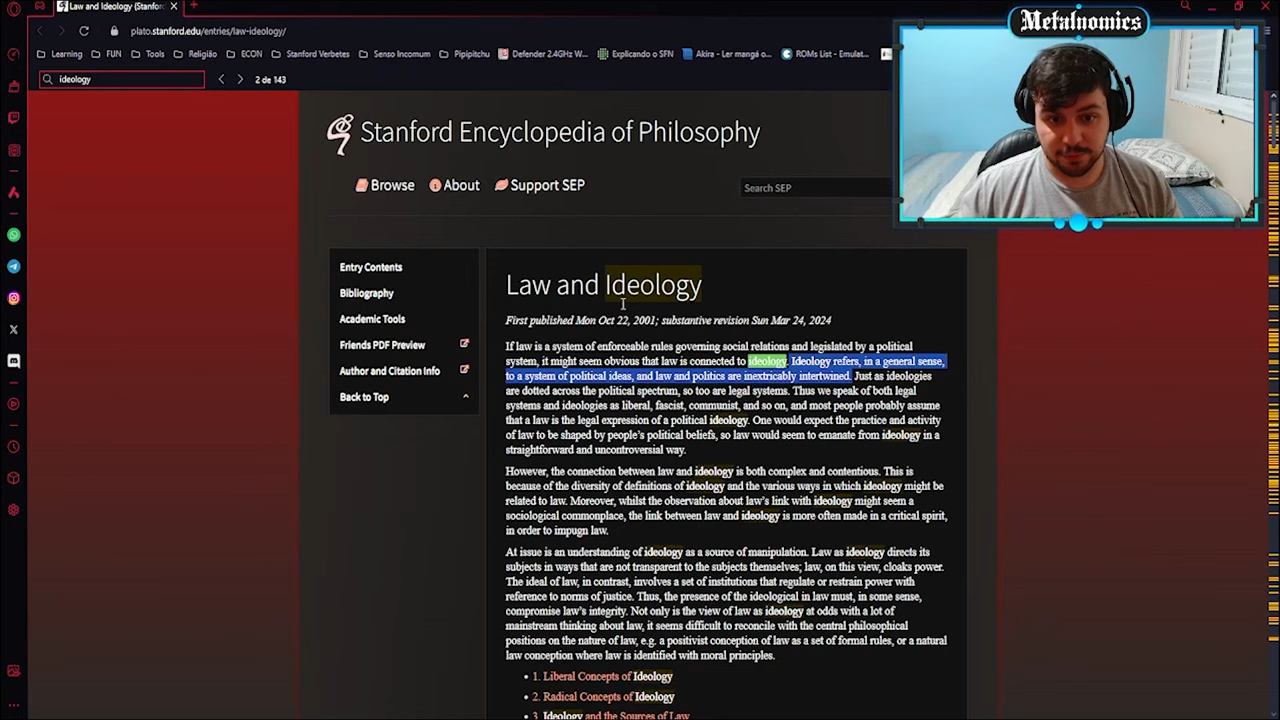 Law and Ideology (Stanfor
Metalnomics
plato.stanford.edu/entries/law-ideology/
Learning FUN Tools Religião ECON Stanford Verbetes Senso Incomum Pipipitchu Defender 2.4GHz W... Explicando o SFN Akira – Ler mangá o... ROMs List - Emulat...
ideology 2 de 143
Stanford Encyclopedia of Philosophy
Browse About Support SEP
Search SEP
Entry Contents
Bibliography
Academic Tools
Friends PDF Preview
Author and Citation Info
Back to Top
Law and Ideology
First published Mon Oct 22, 2001; substantive revision Sun Mar 24, 2024
If law is a system of enforceable rules governing social relations and legislated by a political
system, it might seem obvious that law is connected to ideology. Ideology refers, in a general sense,
to a system of political ideas, and law and politics are inextricably intertwined. Just as ideologies
are dotted across the political spectrum, so too are legal systems. Thus we speak of both legal
systems and ideologies as liberal, fascist, communist, and so on, and most people probably assume
that a law is the legal expression of a political ideology. One would expect the practice and activity
of law to be shaped by people's political beliefs, so law would seem to emanate from ideology in a
straightforward and uncontroversial way.
However, the connection between law and ideology is both complex and contentious. This is
because of the diversity of definitions of ideology and the various ways in which ideology might be
related to law. Moreover, whilst the observation about law's link with ideology might seem a
sociological commonplace, the link between law and ideology is more often made in a critical spirit,
in order to impugn law.
At issue is an understanding of ideology as a source of manipulation. Law as ideology directs its
subjects in ways that are not transparent to the subjects themselves; law, on this view, cloaks power.
The ideal of law, in contrast, involves a set of institutions that regulate or restrain power with
reference to norms of justice. Thus, the presence of the ideological in law must, in some sense,
compromise law's integrity. Not only is the view of law as ideology at odds with a lot of
mainstream thinking about law, it seems difficult to reconcile with the central philosophical
positions on the nature of law, e.g. a positivist conception of law as a set of formal rules, or a natural
law conception where law is identified with moral principles.
• 1. Liberal Concepts of Ideology
• 2. Radical Concepts of Ideology
• 3. Ideology and the Sources of Law